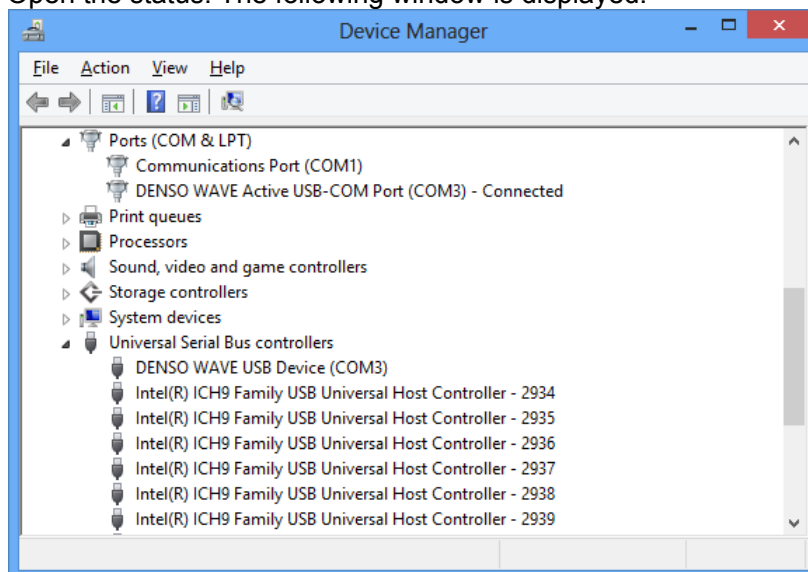 Open the status. The following window is displayed.
Device Manager
File Action View Help
Ports (COM & LPT)
Communications Port (COM1)
DENSO WAVE Active USB-COM Port (COM3) - Connected
Print queues
Processors
Sound, video and game controllers
Storage controllers
System devices
Universal Serial Bus controllers
DENSO WAVE USB Device (COM3)
Intel(R) ICH9 Family USB Universal Host Controller - 2934
Intel(R) ICH9 Family USB Universal Host Controller - 2935
Intel(R) ICH9 Family USB Universal Host Controller - 2936
Intel(R) ICH9 Family USB Universal Host Controller - 2937
Intel(R) ICH9 Family USB Universal Host Controller - 2938
Intel(R) ICH9 Family USB Universal Host Controller - 2939